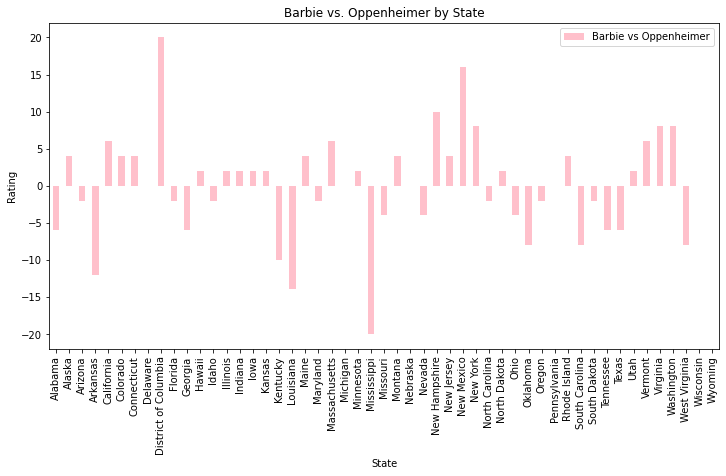 Barbie vs. Oppenheimer by State
Barbie vs Oppenheimer
Rating
20
15
10
5
0
−5
−10
−15
−20
Alabama
Alaska
Arizona
Arkansas
California
Colorado
Connecticut
Delaware
District of Columbia
Florida
Georgia
Hawaii
Idaho
Illinois
Indiana
Iowa
Kansas
Kentucky
Louisiana
Maine
Maryland
Massachusetts
Michigan
Minnesota
Mississippi
Missouri
Montana
Nebraska
Nevada
New Hampshire
New Jersey
New Mexico
New York
North Carolina
North Dakota
Ohio
Oklahoma
Oregon
Pennsylvania
Rhode Island
South Carolina
South Dakota
Tennessee
Texas
Utah
Vermont
Virginia
Washington
West Virginia
Wisconsin
Wyoming
State